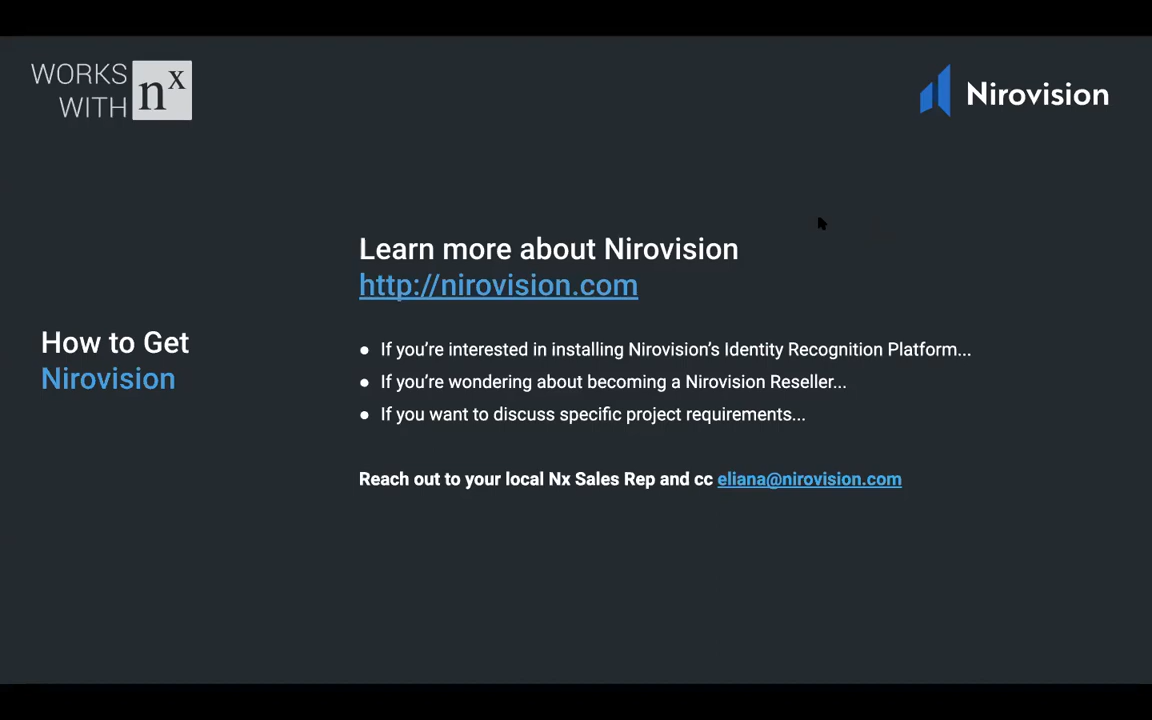 WORKS
WITH nx
Nirovision
Learn more about Nirovision
http://nirovision.com
How to Get
Nirovision
● If you’re interested in installing Nirovision’s Identity Recognition Platform...
● If you’re wondering about becoming a Nirovision Reseller...
● If you want to discuss specific project requirements...
Reach out to your local Nx Sales Rep and cc eliana@nirovision.com